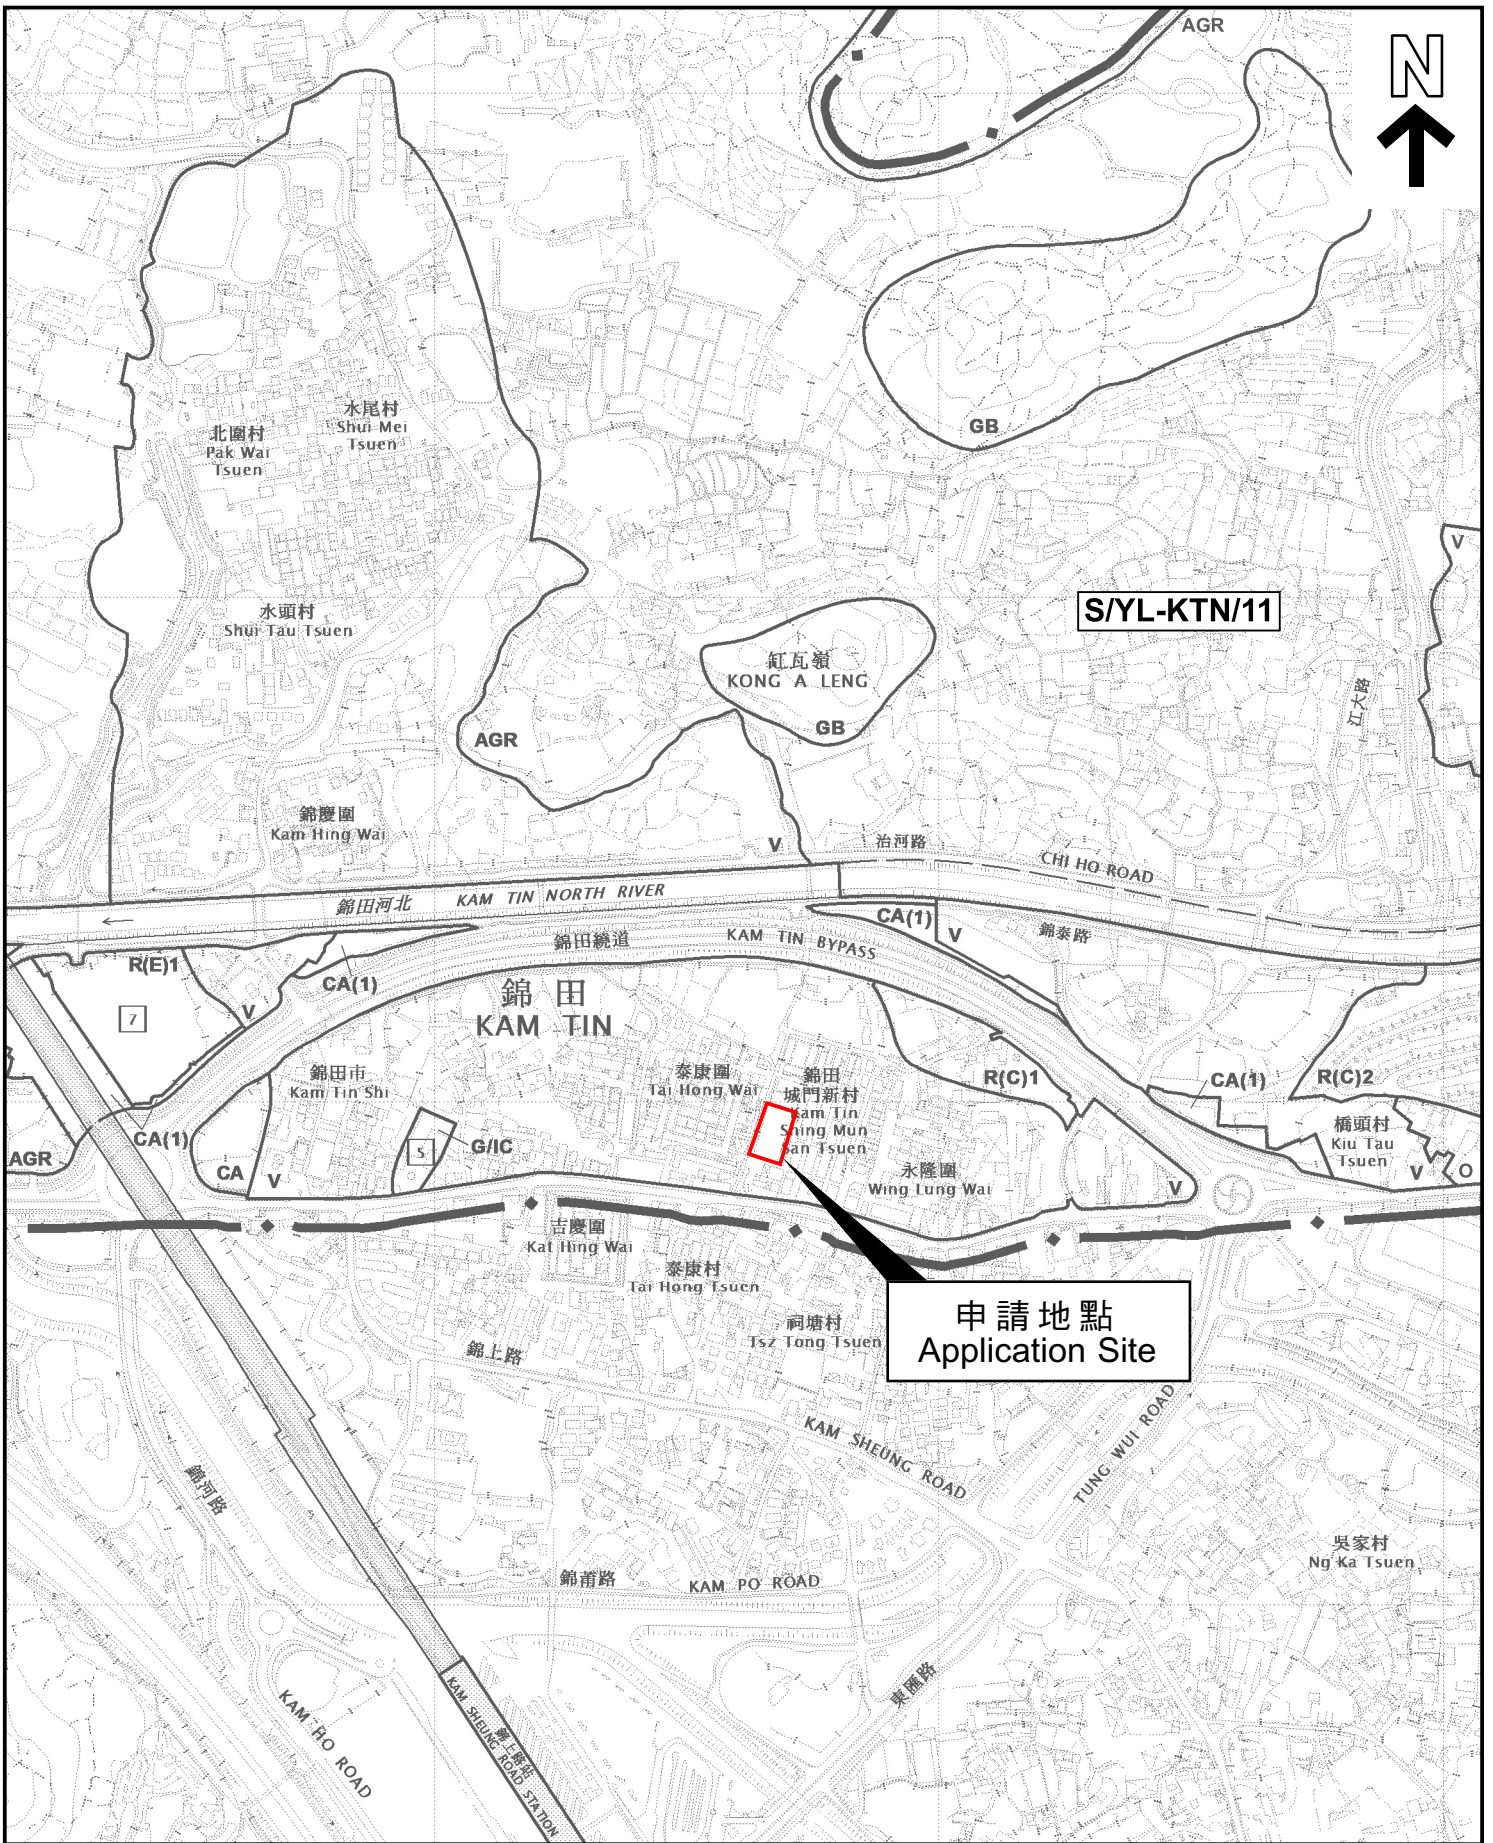 AGR
N
水尾村
Shui Mei
Tsuen
北圍村
Pak Wai
Tsuen
GB
V
S/YL-KTN/11
水頭村
Shui Tau Tsuen
缸瓦嶺
KONG A LENG
GB
江大路
AGR
錦慶圍
Kam Hing Wai
V
治河路
CHI HO ROAD
錦田河北
KAM TIN NORTH RIVER
CA(1)
V
錦泰路
錦田繞道
KAM TIN BYPASS
R(E)1
CA(1)
V
7
錦田
KAM TIN
錦田市
Kam Tin Shi
泰康圍
Tai Hong Wai
錦田
城門新村
Kam Tin
Shing Mun
San Tsuen
R(C)1
CA(1)
R(C)2
橋頭村
Kiu Tau
Tsuen
CA(1)
AGR
CA
V
5
G/IC
永隆圍
Wing Lung Wai
V
V
O
吉慶圍
Kat Hing Wai
泰康村
Tai Hong Tsuen
祠塘村
Tsz Tong Tsuen
申請地點
Application Site
錦上路
KAM SHEUNG ROAD
TUNG WUI ROAD
錦河路
吳家村
Ng Ka Tsuen
錦莆路
KAM PO ROAD
東匯路
KAM HO ROAD
錦上路站
KAM SHEUNG ROAD STATION